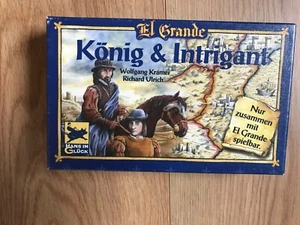 El Grande
König & Intrigant
Wolfgang Kramer
Richard Ulrich
Nur
zusammen mit
El Grande
spielbar.
HANS IM
GLÜCK